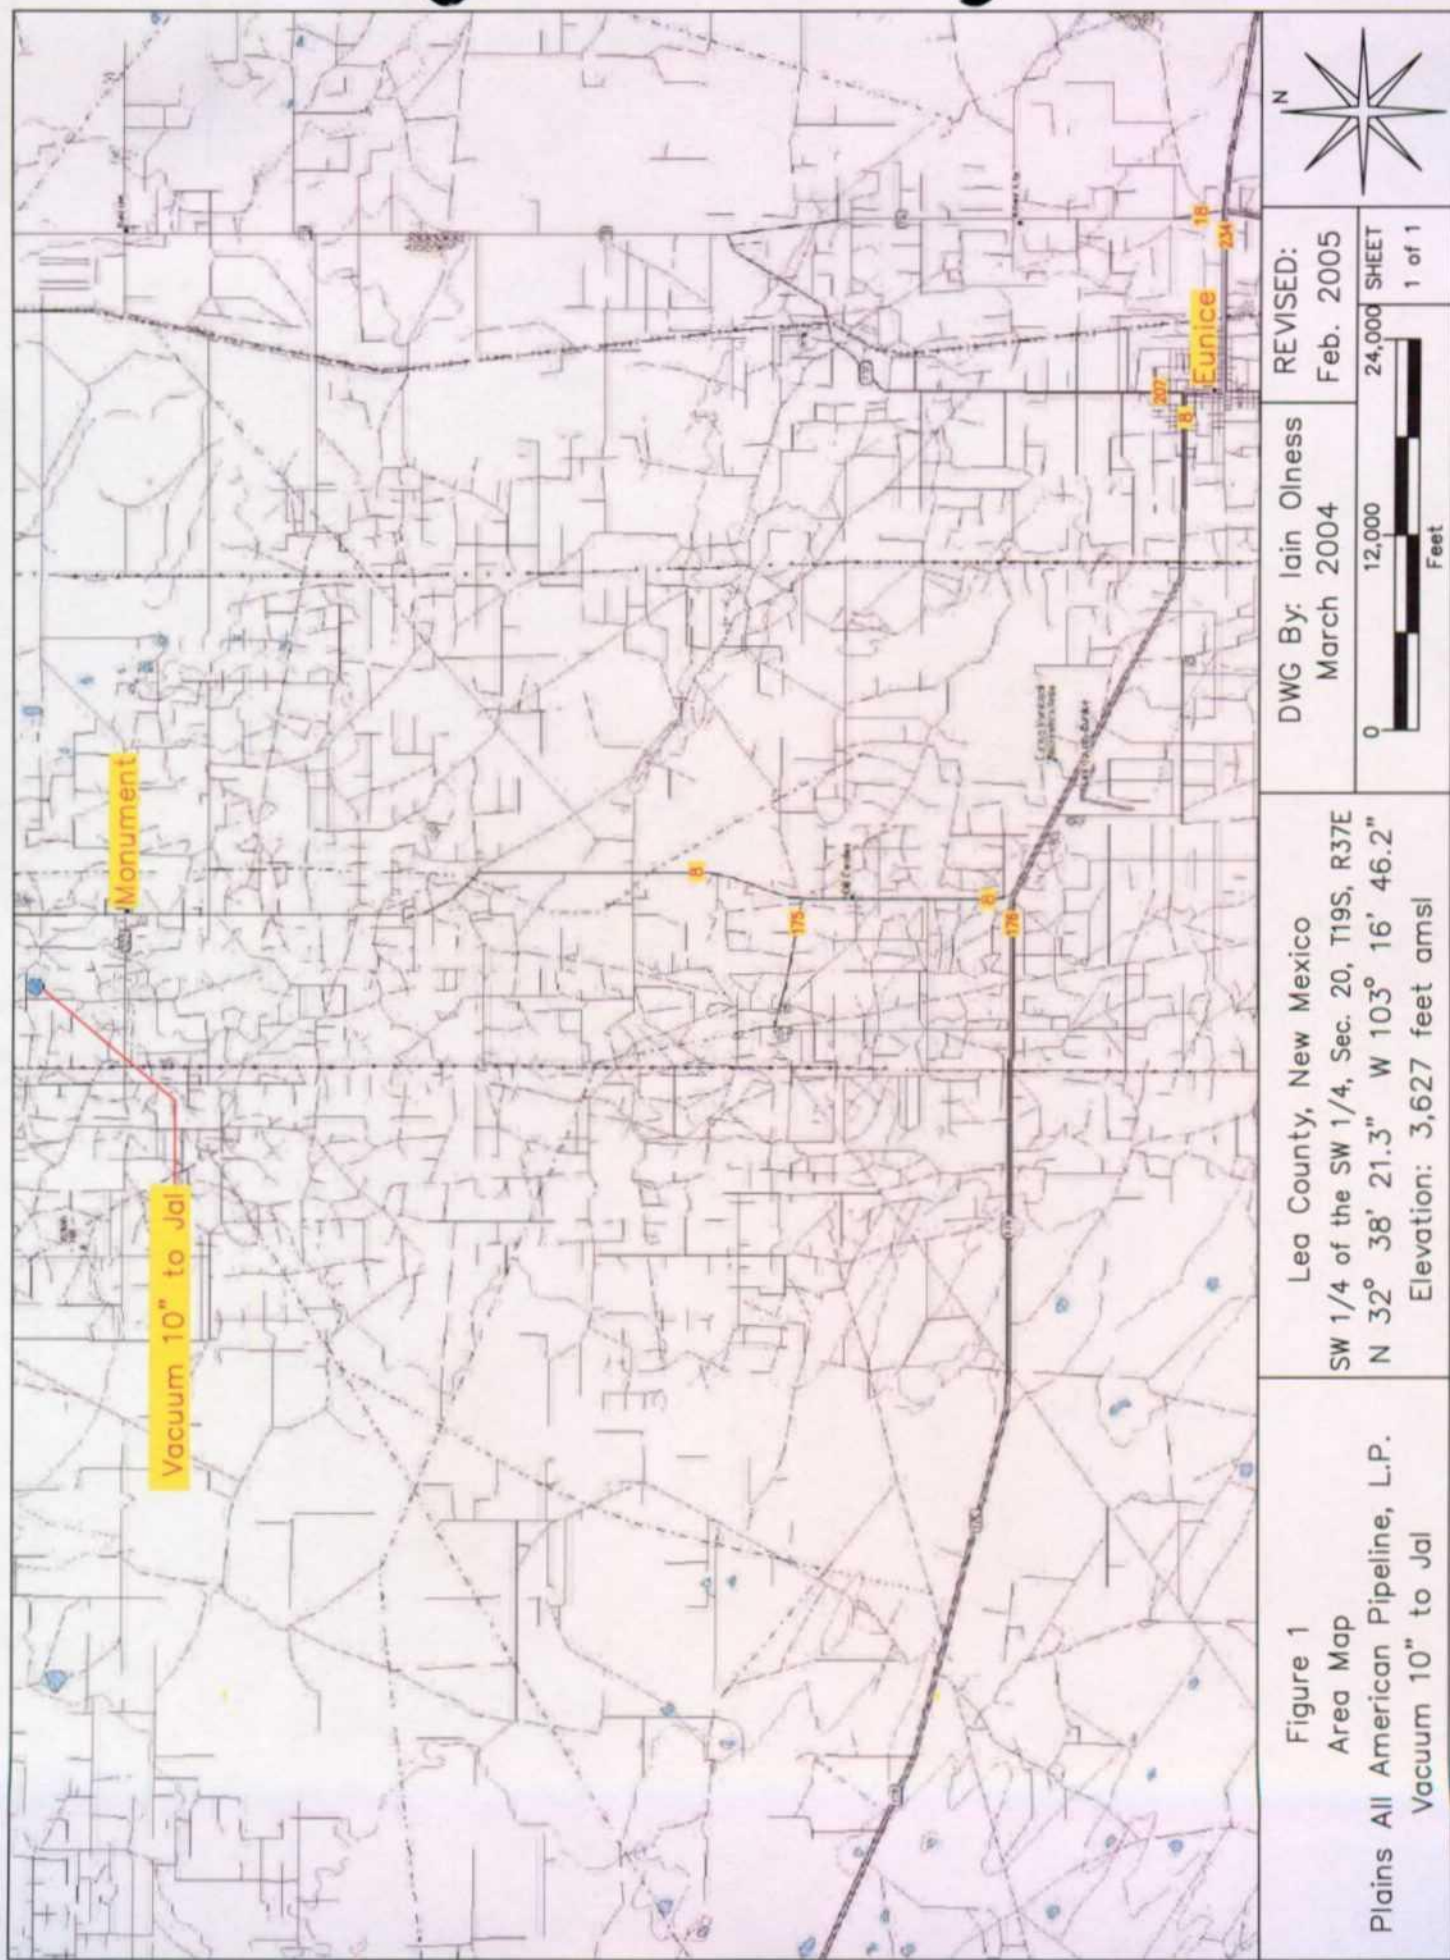 Vacuum 10" to Jal
Monument
8
175
Oil Center
8
176
207
8
Eunice
18
234
Figure 1
Area Map
Plains All American Pipeline, L.P.
Vacuum 10" to Jal
Lea County, New Mexico
SW 1/4 of the SW 1/4, Sec. 20, T19S, R37E
N 32° 38' 21.3" W 103° 16' 46.2"
Elevation: 3,627 feet amsl
DWG By: Iain Olness
March 2004
REVISED:
Feb. 2005
0 12,000 24,000
Feet
SHEET
1 of 1
N